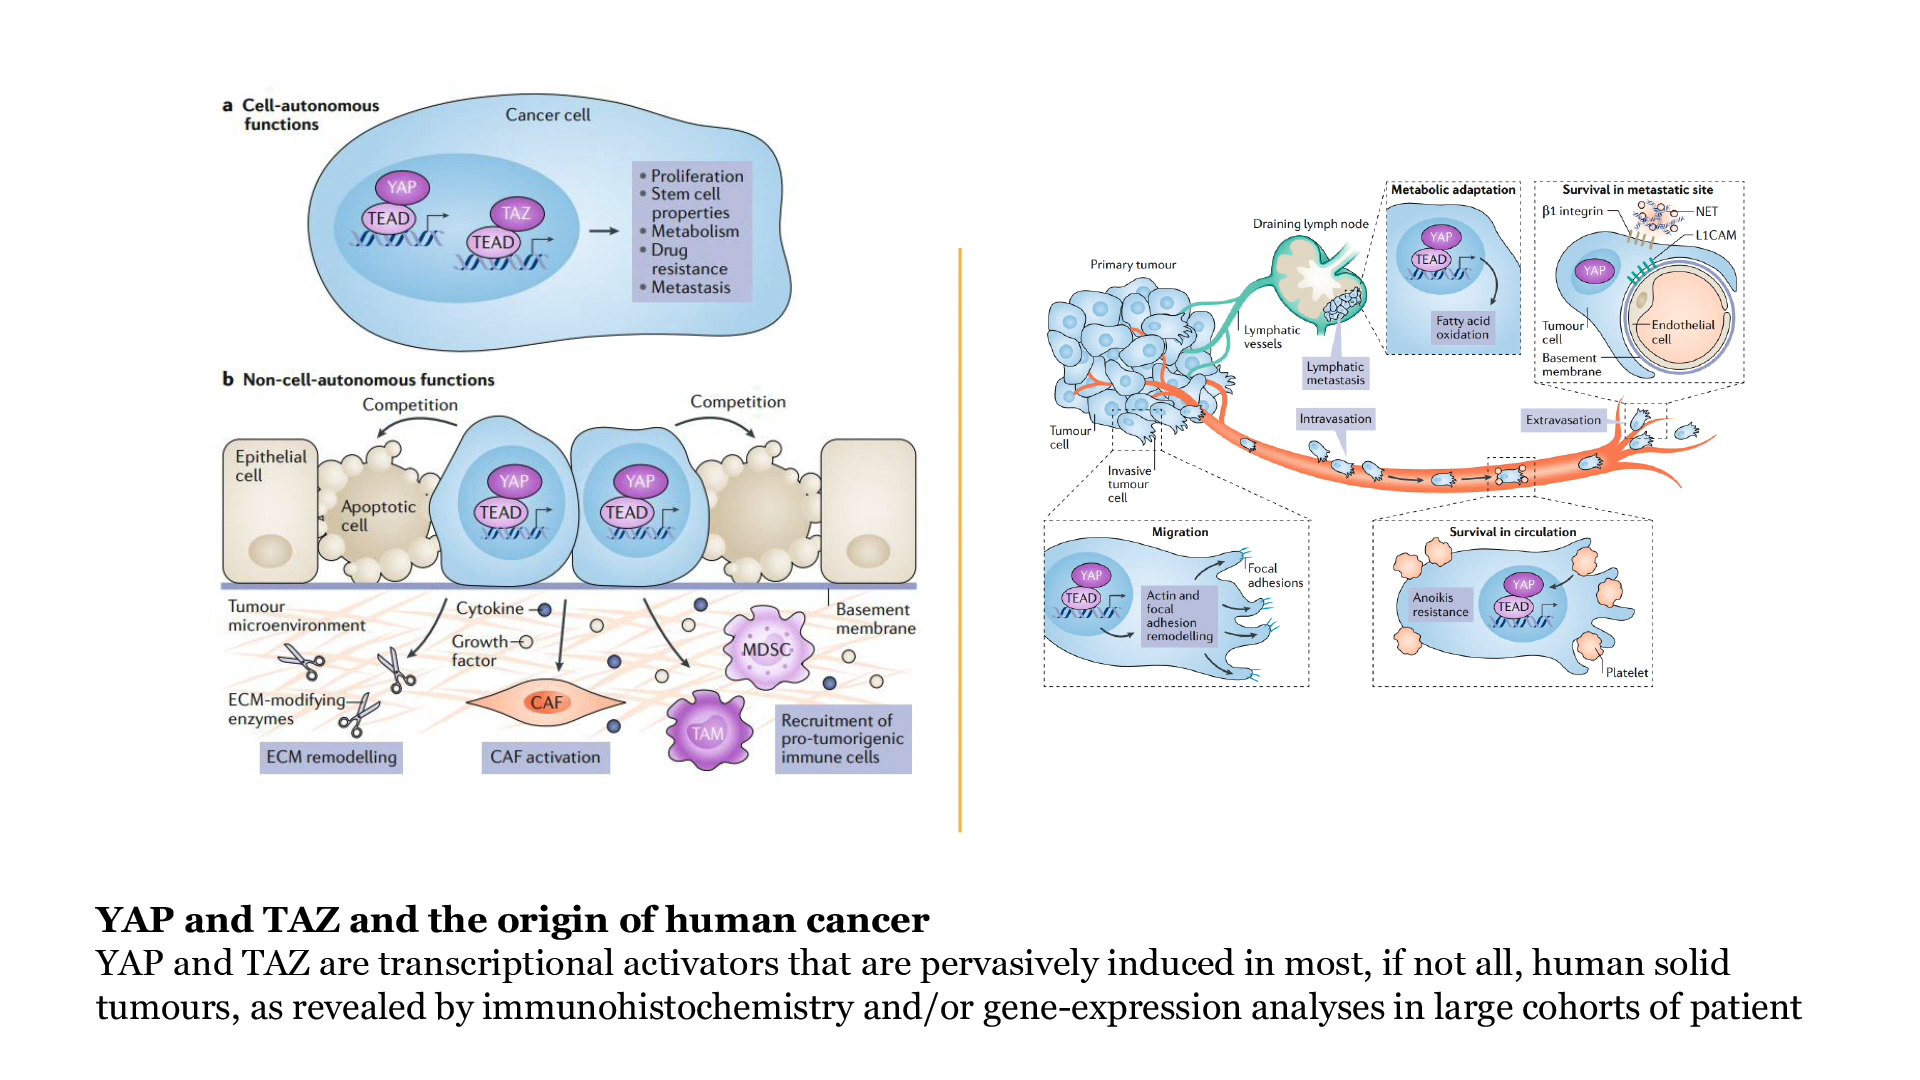 a Cell-autonomous
functions
Cancer cell
YAP
TEAD
TAZ
TEAD
• Proliferation
• Stem cell
properties
• Metabolism
• Drug
resistance
• Metastasis
b Non-cell-autonomous functions
Competition
Competition
Epithelial
cell
Apoptotic
cell
YAP
TEAD
YAP
TEAD
Tumour
microenvironment
Cytokine
Growth
factor
Basement
membrane
MDSC
ECM-modifying
enzymes
CAF
TAM
ECM remodelling
CAF activation
Recruitment of
pro-tumorigenic
immune cells
Primary tumour
Draining lymph node
Lymphatic
vessels
Lymphatic
metastasis
Metabolic adaptation
YAP
TEAD
Fatty acid
oxidation
Survival in metastatic site
β1 integrin
NET
L1CAM
YAP
Tumour
cell
Endothelial
cell
Basement
membrane
Tumour
cell
Invasive
tumour
cell
Intravasation
Extravasation
Migration
YAP
TEAD
Actin and
focal
adhesion
remodelling
Focal
adhesions
Survival in circulation
Anoikis
resistance
YAP
TEAD
Platelet
YAP and TAZ and the origin of human cancer
YAP and TAZ are transcriptional activators that are pervasively induced in most, if not all, human solid
tumours, as revealed by immunohistochemistry and/or gene-expression analyses in large cohorts of patient